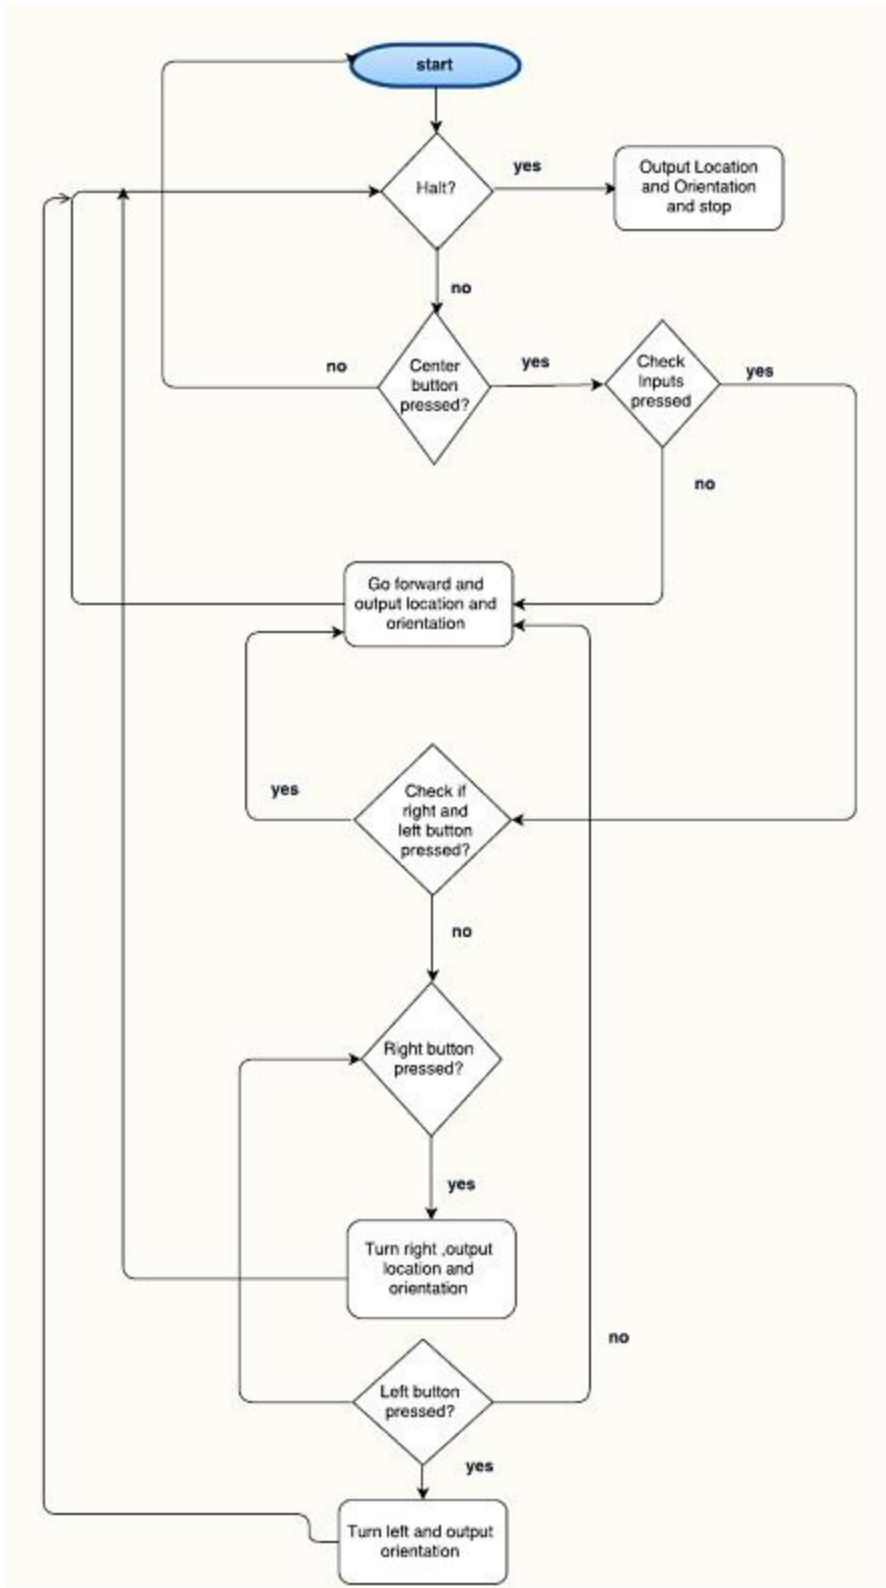 start
Halt?
yes
Output Location
and Orientation
and stop
no
Center
button
pressed?
no
yes
Check
Inputs
pressed
yes
no
Go forward and
output location and
orientation
Check if
right and
left button
pressed?
yes
no
Right button
pressed?
yes
Turn right ,output
location and
orientation
no
Left button
pressed?
yes
Turn left and output
orientation